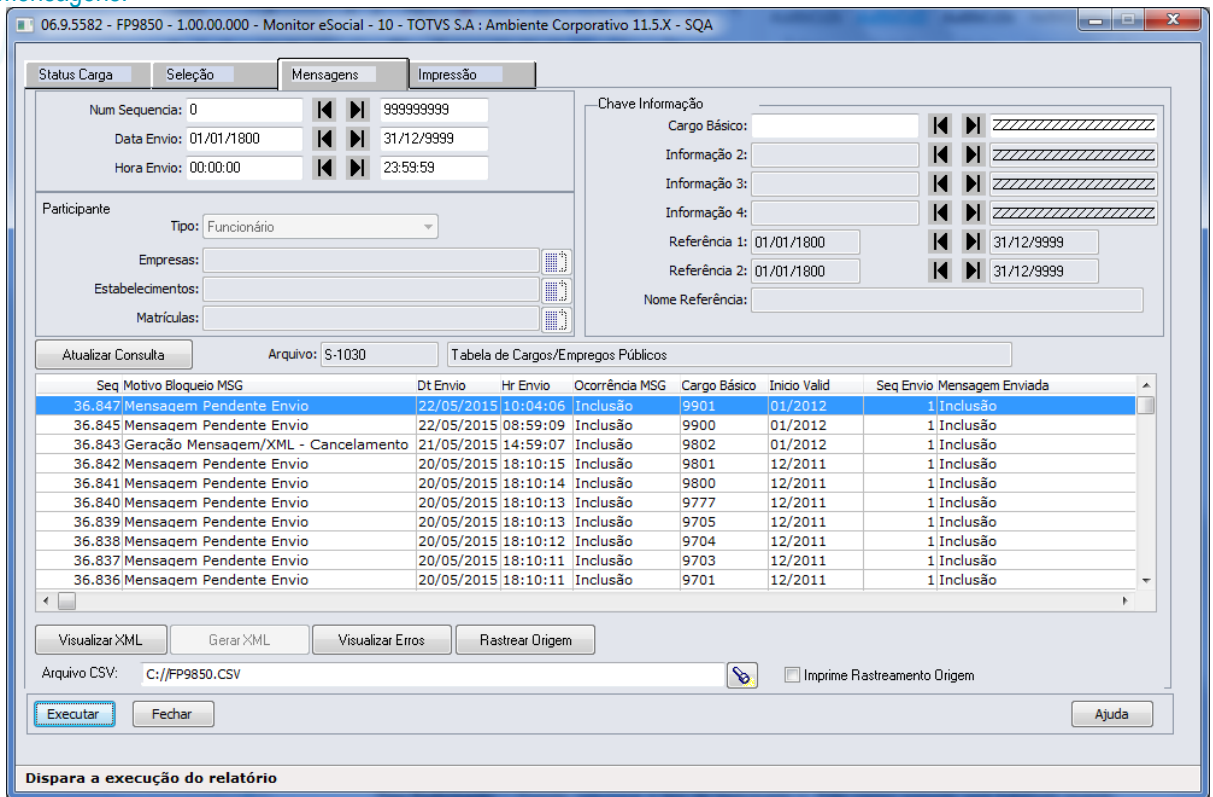 06.9.5582 - FP9850 - 1.00.00.000 - Monitor eSocial - 10 - TOTVS S.A : Ambiente Corporativo 11.5.X - SQA
Status Carga Seleção Mensagens Impressão
Num Sequencia: 0 999999999
Data Envio: 01/01/1800 31/12/9999
Hora Envio: 00:00:00 23:59:59
Participante
Tipo: Funcionário
Empresas:
Estabelecimentos:
Matrículas:
Chave Informação
Cargo Básico: ZZZZZZZZZZZZZZZZZZZZ
Informação 2: ZZZZZZZZZZZZZZZZZZZZ
Informação 3: ZZZZZZZZZZZZZZZZZZZZ
Informação 4: ZZZZZZZZZZZZZZZZZZZZ
Referência 1: 01/01/1800 31/12/9999
Referência 2: 01/01/1800 31/12/9999
Nome Referência:
Atualizar Consulta Arquivo: S-1030 Tabela de Cargos/Empregos Públicos
Seq Motivo Bloqueio MSG Dt Envio Hr Envio Ocorrência MSG Cargo Básico Inicio Valid Seq Envio Mensagem Enviada
36.847 Mensagem Pendente Envio 22/05/2015 10:04:06 Inclusão 9901 01/2012 1 Inclusão
36.845 Mensagem Pendente Envio 22/05/2015 08:59:09 Inclusão 9900 01/2012 1 Inclusão
36.843 Geração Mensagem/XML - Cancelamento 21/05/2015 14:59:07 Inclusão 9802 01/2012 1 Inclusão
36.842 Mensagem Pendente Envio 20/05/2015 18:10:15 Inclusão 9801 12/2011 1 Inclusão
36.841 Mensagem Pendente Envio 20/05/2015 18:10:14 Inclusão 9800 12/2011 1 Inclusão
36.840 Mensagem Pendente Envio 20/05/2015 18:10:13 Inclusão 9777 12/2011 1 Inclusão
36.839 Mensagem Pendente Envio 20/05/2015 18:10:13 Inclusão 9705 12/2011 1 Inclusão
36.838 Mensagem Pendente Envio 20/05/2015 18:10:12 Inclusão 9704 12/2011 1 Inclusão
36.837 Mensagem Pendente Envio 20/05/2015 18:10:11 Inclusão 9703 12/2011 1 Inclusão
36.836 Mensagem Pendente Envio 20/05/2015 18:10:11 Inclusão 9701 12/2011 1 Inclusão
Visualizar XML Gerar XML Visualizar Erros Rastrear Origem
Arquivo CSV: C://FP9850.CSV Imprime Rastreamento Origem
Executar Fechar Ajuda
Dispara a execução do relatório